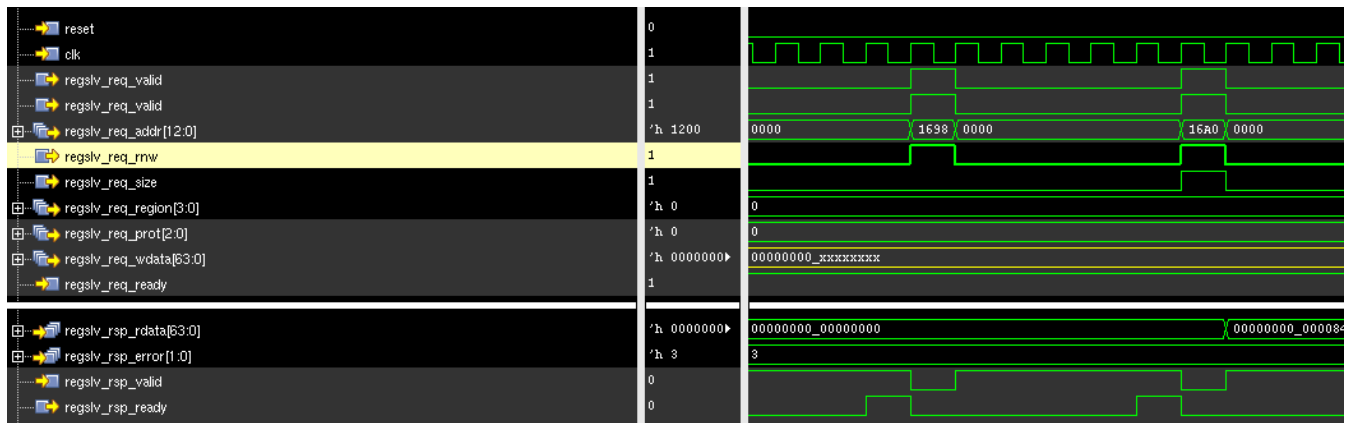 reset 0
clk 1
regslv_req_valid 1
regslv_req_valid 1
regslv_req_addr[12:0] 'h 1200 0000 1698 0000 16A0 0000
regslv_req_rnw 1
regslv_req_size 1
regslv_req_region[3:0] 'h 0 0
regslv_req_prot[2:0] 'h 0 0
regslv_req_wdata[63:0] 'h 0000000 00000000_xxxxxxxx
regslv_req_ready 1
regslv_rsp_rdata[63:0] 'h 0000000 00000000_00000000 00000000_000084
regslv_rsp_error[1:0] 'h 3 3
regslv_rsp_valid 0
regslv_rsp_ready 0